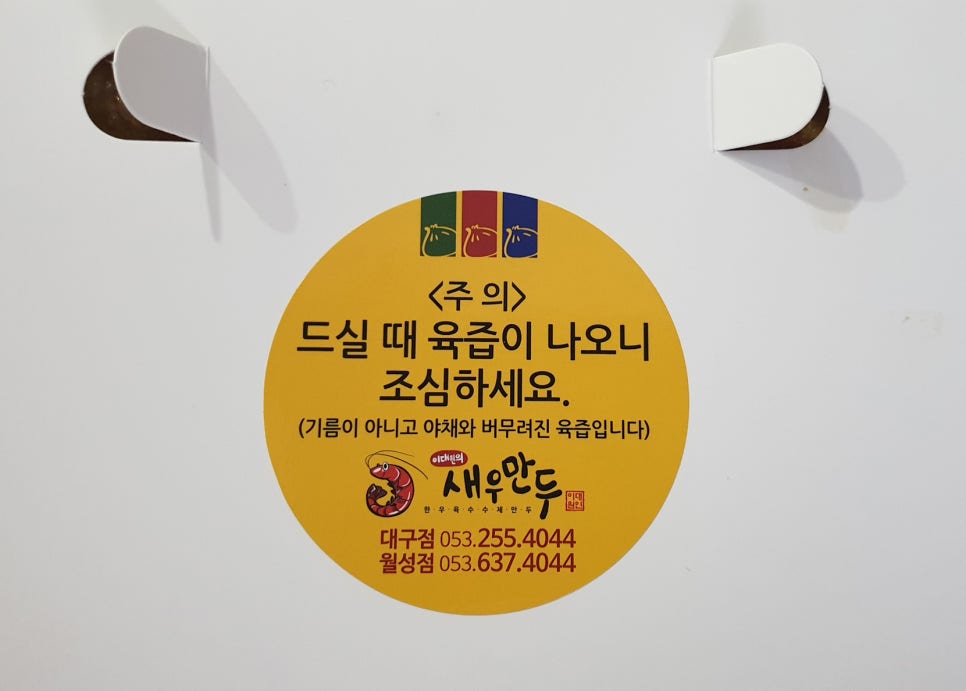 <주 의>
드실 때 육즙이 나오니
조심하세요.
(기름이 아니고 야채와 버무려진 육즙입니다)
이대원의
새우만두
한·우·육·수·수·제·만·두
대구점 053.255.4044
월성점 053.637.4044